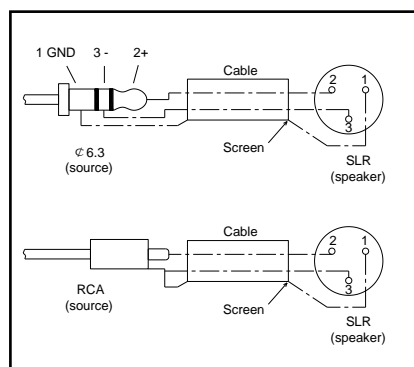 1 GND 3 - 2+
Cable
2 1
3
¢ 6.3
(source)
Screen
SLR
(speaker)
Cable
2 1
3
RCA
(source)
Screen
SLR
(speaker)